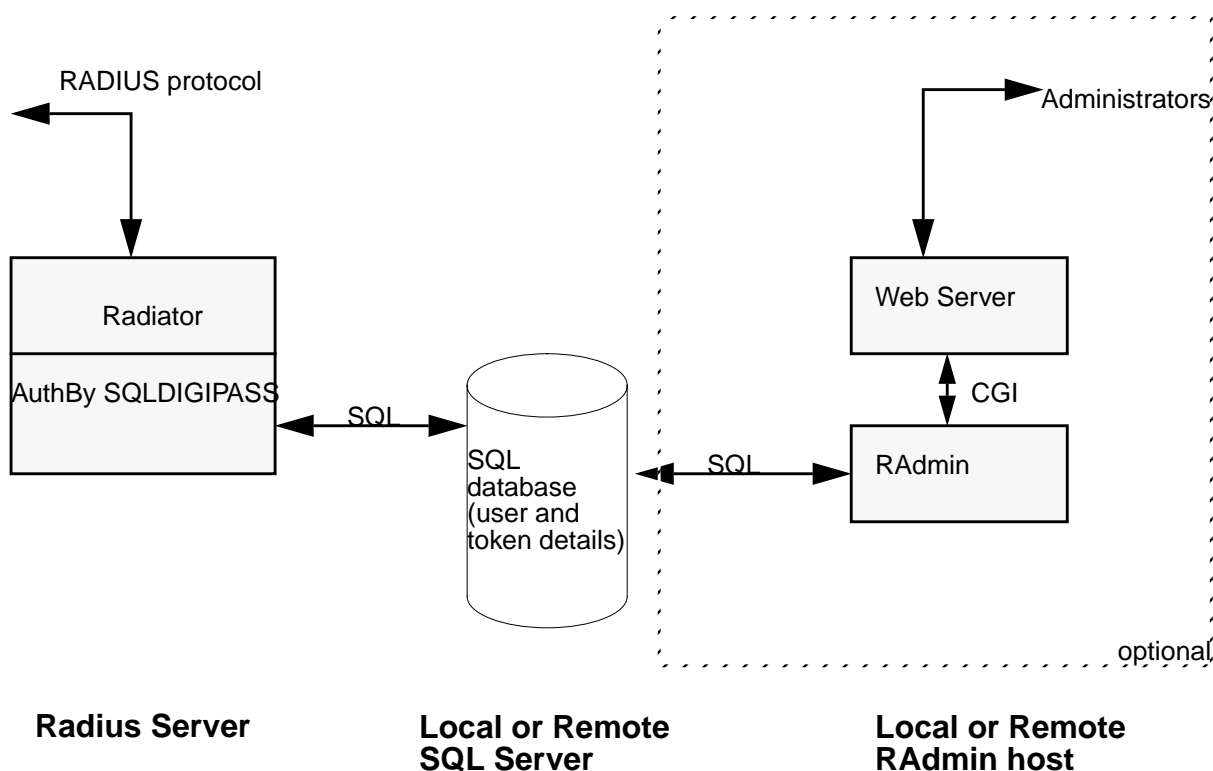 RADIUS protocol
Administrators
Radiator
Web Server
AuthBy SQLDIGIPASS
CGI
SQL
SQL
database
(user and
token details)
SQL
RAdmin
optional
Radius Server
Local or Remote
SQL Server
Local or Remote
RAdmin host